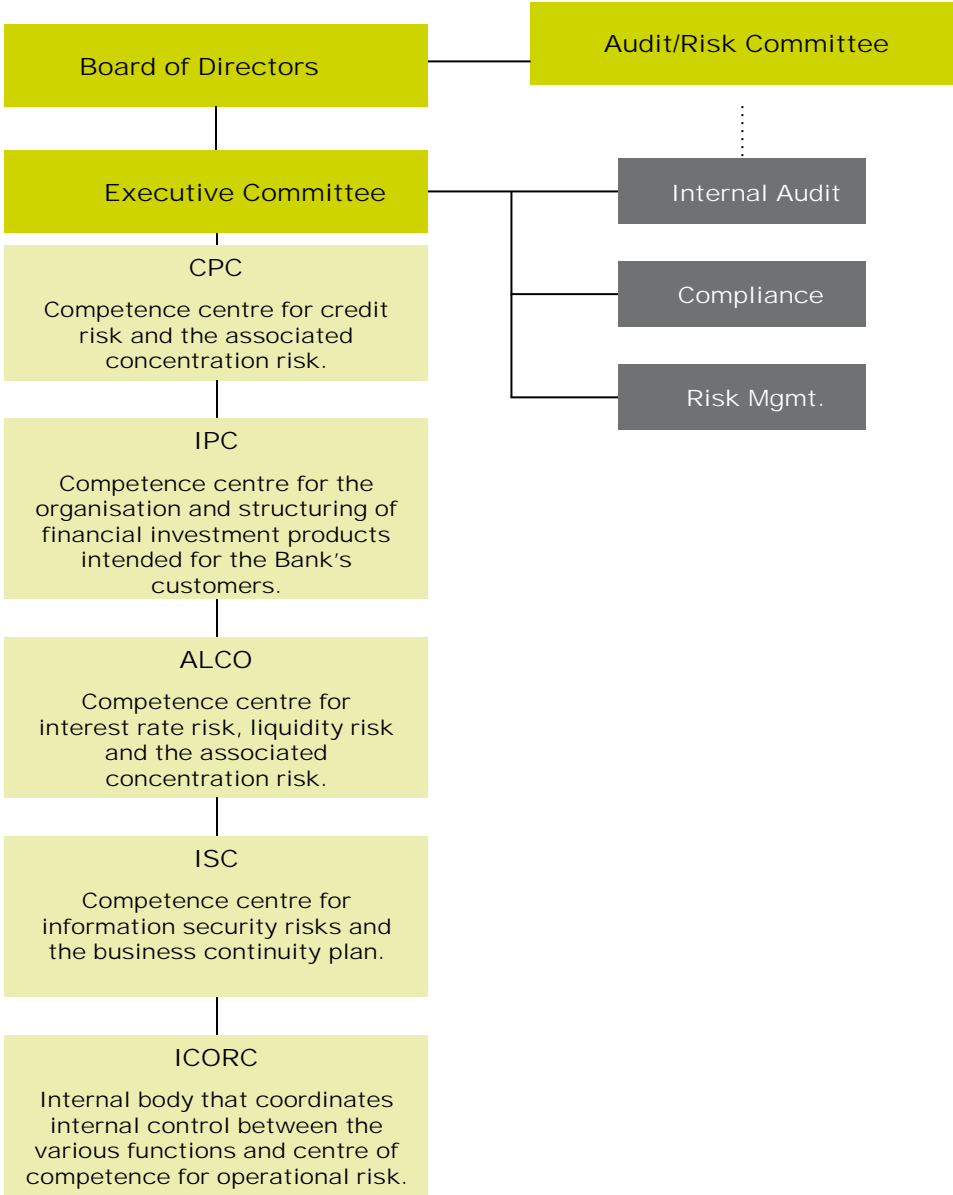 Board of Directors
Audit/Risk Committee
Executive Committee
Internal Audit
Compliance
Risk Mgmt.
CPC
Competence centre for credit
risk and the associated
concentration risk.
IPC
Competence centre for the
organisation and structuring of
financial investment products
intended for the Bank’s
customers.
ALCO
Competence centre for
interest rate risk, liquidity risk
and the associated
concentration risk.
ISC
Competence centre for
information security risks and
the business continuity plan.
ICORC
Internal body that coordinates
internal control between the
various functions and centre of
competence for operational risk.